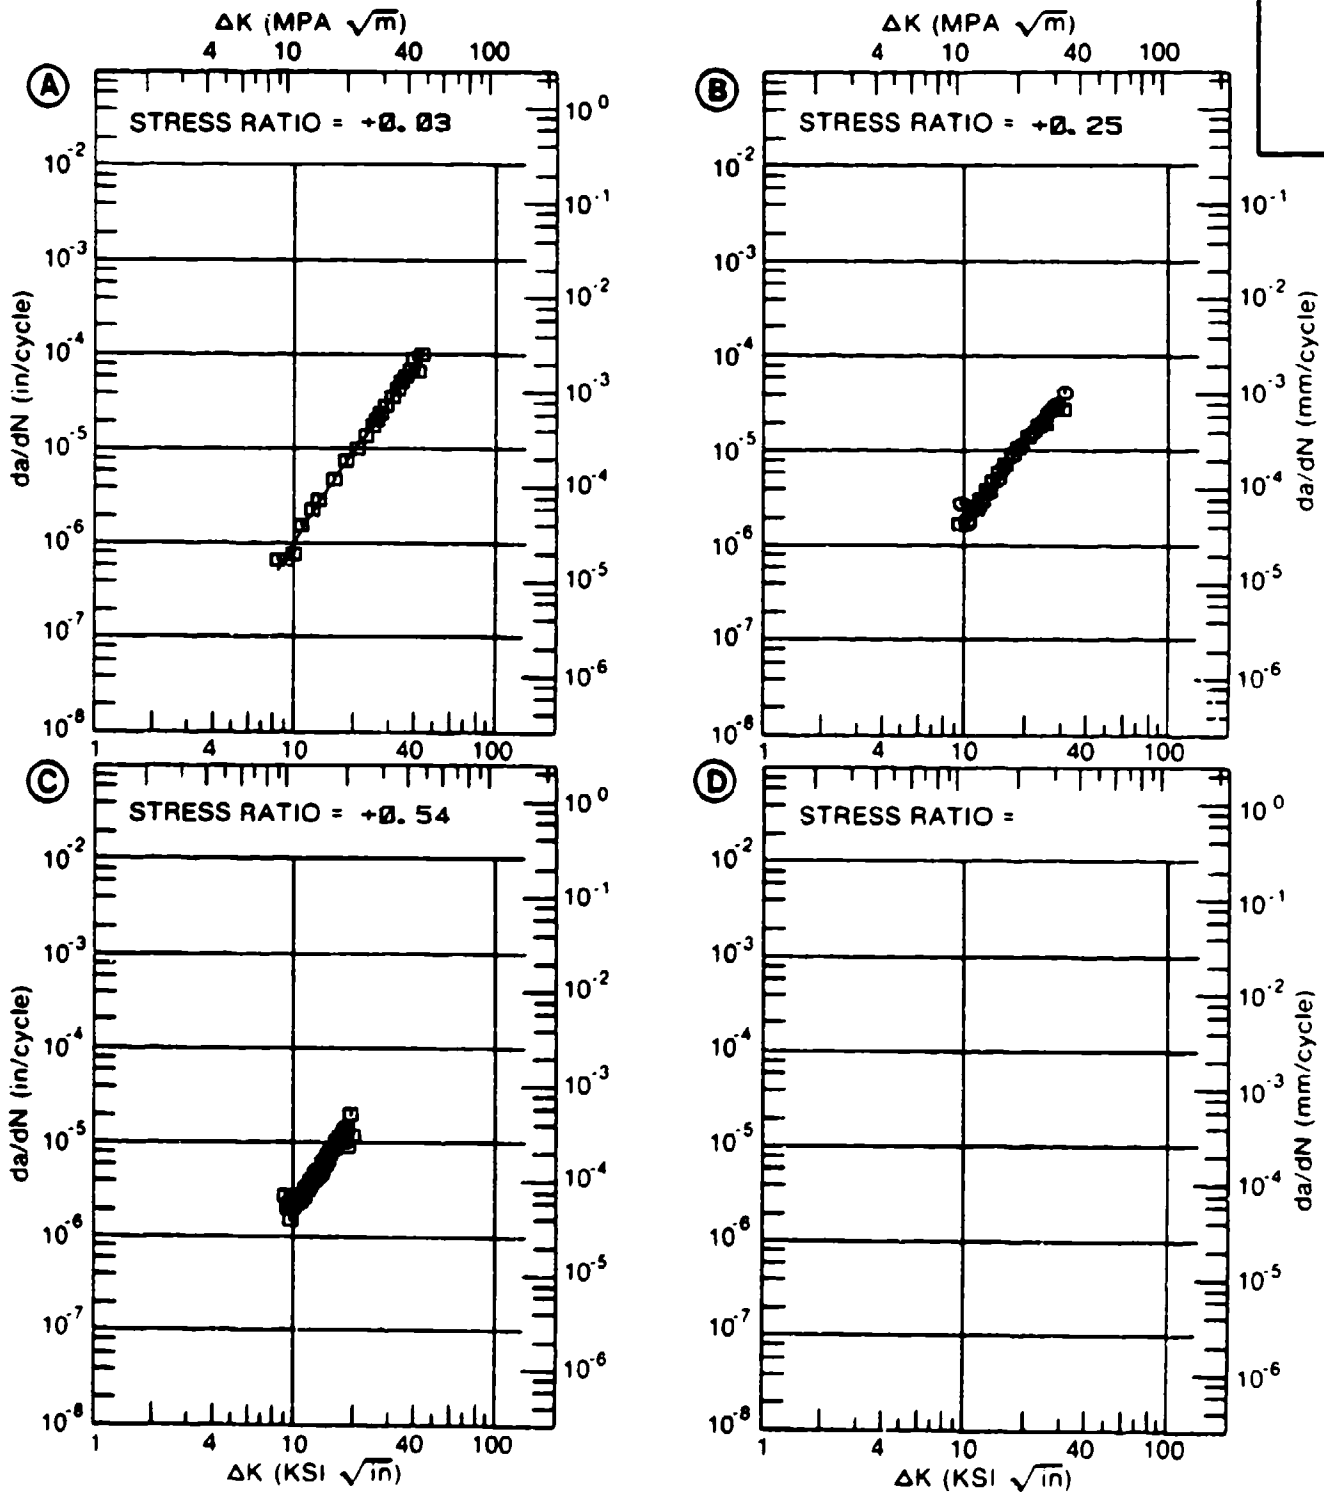 ΔK (MPA √m) ΔK (MPA √m)
4 10 40 100 4 10 40 100
A B
STRESS RATIO = +0.03 STRESS RATIO = +0.25
10^0
10^-2 10^-2
10^-1 10^-1
10^-3 10^-3
10^-2 10^-2
10^-4 10^-4
10^-3 10^-3
10^-5 10^-5
10^-4 10^-4
10^-6 10^-6
10^-5 10^-5
10^-7 10^-7
10^-6 10^-6
10^-8 10^-8
da/dN (in/cycle) da/dN (mm/cycle)
1 4 10 40 100 1 4 10 40 100
C D
STRESS RATIO = +0.54 STRESS RATIO =
10^0 10^0
10^-2 10^-2
10^-1 10^-1
10^-3 10^-3
10^-2 10^-2
10^-4 10^-4
10^-3 10^-3
10^-5 10^-5
10^-4 10^-4
10^-6 10^-6
10^-5 10^-5
10^-7 10^-7
10^-6 10^-6
10^-8 10^-8
da/dN (in/cycle) da/dN (mm/cycle)
1 4 10 40 100 1 4 10 40 100
ΔK (KSI √in) ΔK (KSI √in)